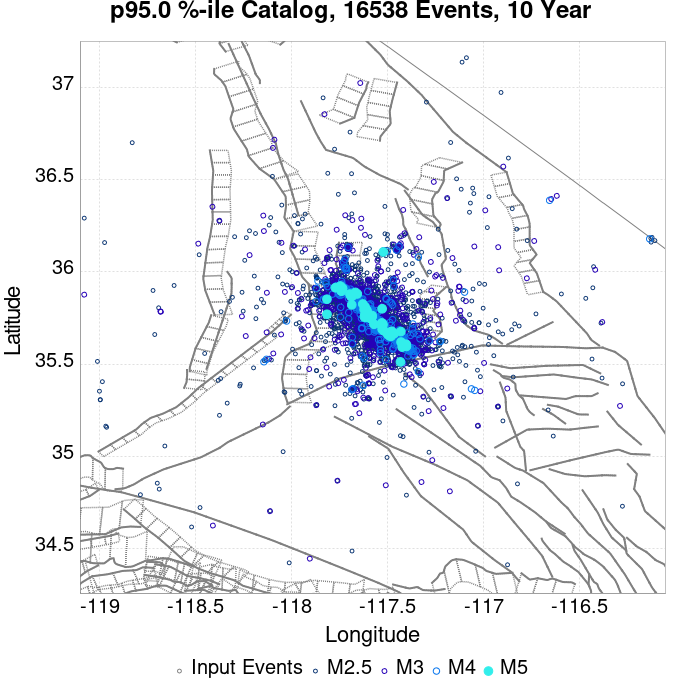 p95.0 %-ile Catalog, 16538 Events, 10 Year
37
36.5
36
35.5
35
34.5
Latitude
-119 -118.5 -118 -117.5 -117 -116.5
Longitude
Input Events M2.5 M3 M4 M5